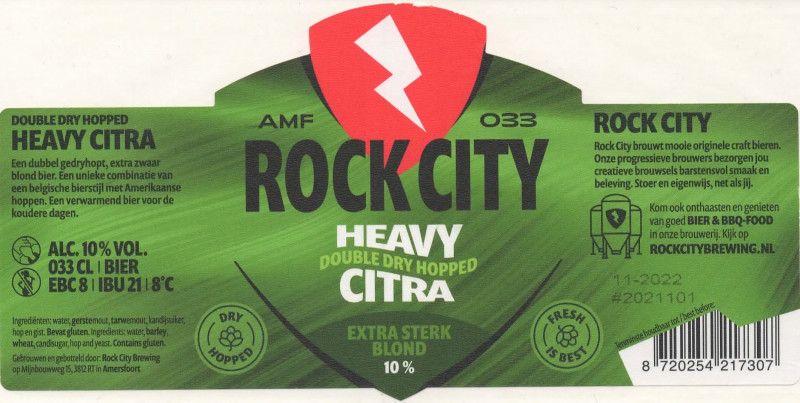 DOUBLE DRY HOPPED
HEAVY CITRA
Een dubbel gedryhopt, extra zwaar
blond bier. Een unieke combinatie van
een belgische bierstijl met Amerikaanse
hoppen. Een verwarmend bier voor de
koudere dagen.
ALC. 10% VOL.
033 CL | BIER
EBC 8 | IBU 21 | 8°C
Ingrediënten: water, gerstemout, tarwemout, kandijsuiker,
hop en gist. Bevat gluten. Ingredients: water, barley,
wheat, candisugar, hop and yeast. Contains gluten.
Gebrouwen en gebotteld door: Rock City Brewing
op Mijnbouwweg 15, 3812 RT in Amersfoort
DRY
HOPPED
AMF 033
ROCK CITY
HEAVY
DOUBLE DRY HOPPED
CITRA
EXTRA STERK
BLOND
10 %
FRESH
IS BEST
ROCK CITY
Rock City brouwt mooie originele craft bieren.
Onze progressieve brouwers bezorgen jou
creatieve brouwsels barstensvol smaak en
beleving. Stoer en eigenwijs, net als jij.
Kom ook onthaasten en genieten
van goed BIER & BBQ-FOOD
in onze brouwerij. Kijk op
ROCKCITYBREWING.NL
11-2022
#2021101
Tenminste houdbaar tot: / best before:
8 720254 217307